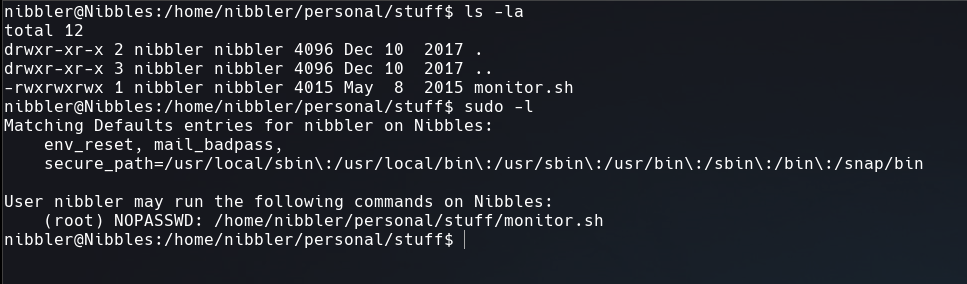 nibbler@Nibbles:/home/nibbler/personal/stuff$ ls -la
total 12
drwxr-xr-x 2 nibbler nibbler 4096 Dec 10  2017 .
drwxr-xr-x 3 nibbler nibbler 4096 Dec 10  2017 ..
-rwxrwxrwx 1 nibbler nibbler 4015 May  8  2015 monitor.sh
nibbler@Nibbles:/home/nibbler/personal/stuff$ sudo -l
Matching Defaults entries for nibbler on Nibbles:
    env_reset, mail_badpass,
    secure_path=/usr/local/sbin\:/usr/local/bin\:/usr/sbin\:/usr/bin\:/sbin\:/bin\:/snap/bin

User nibbler may run the following commands on Nibbles:
    (root) NOPASSWD: /home/nibbler/personal/stuff/monitor.sh
nibbler@Nibbles:/home/nibbler/personal/stuff$